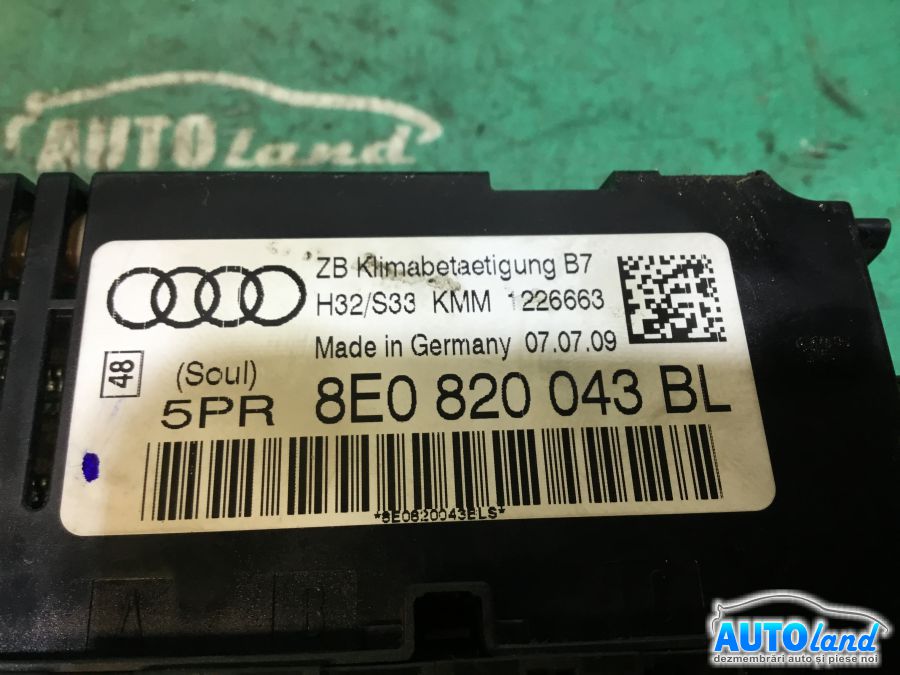 AUTOland
ZB Klimabetaetigung B7
H32/S33 KMM 1226663
Made in Germany 07.07.09
48
(Soul)
5PR 8E0 820 043 BL
*8E0820043BLS*
A B
AUTOland
dezmembrări auto și piese noi